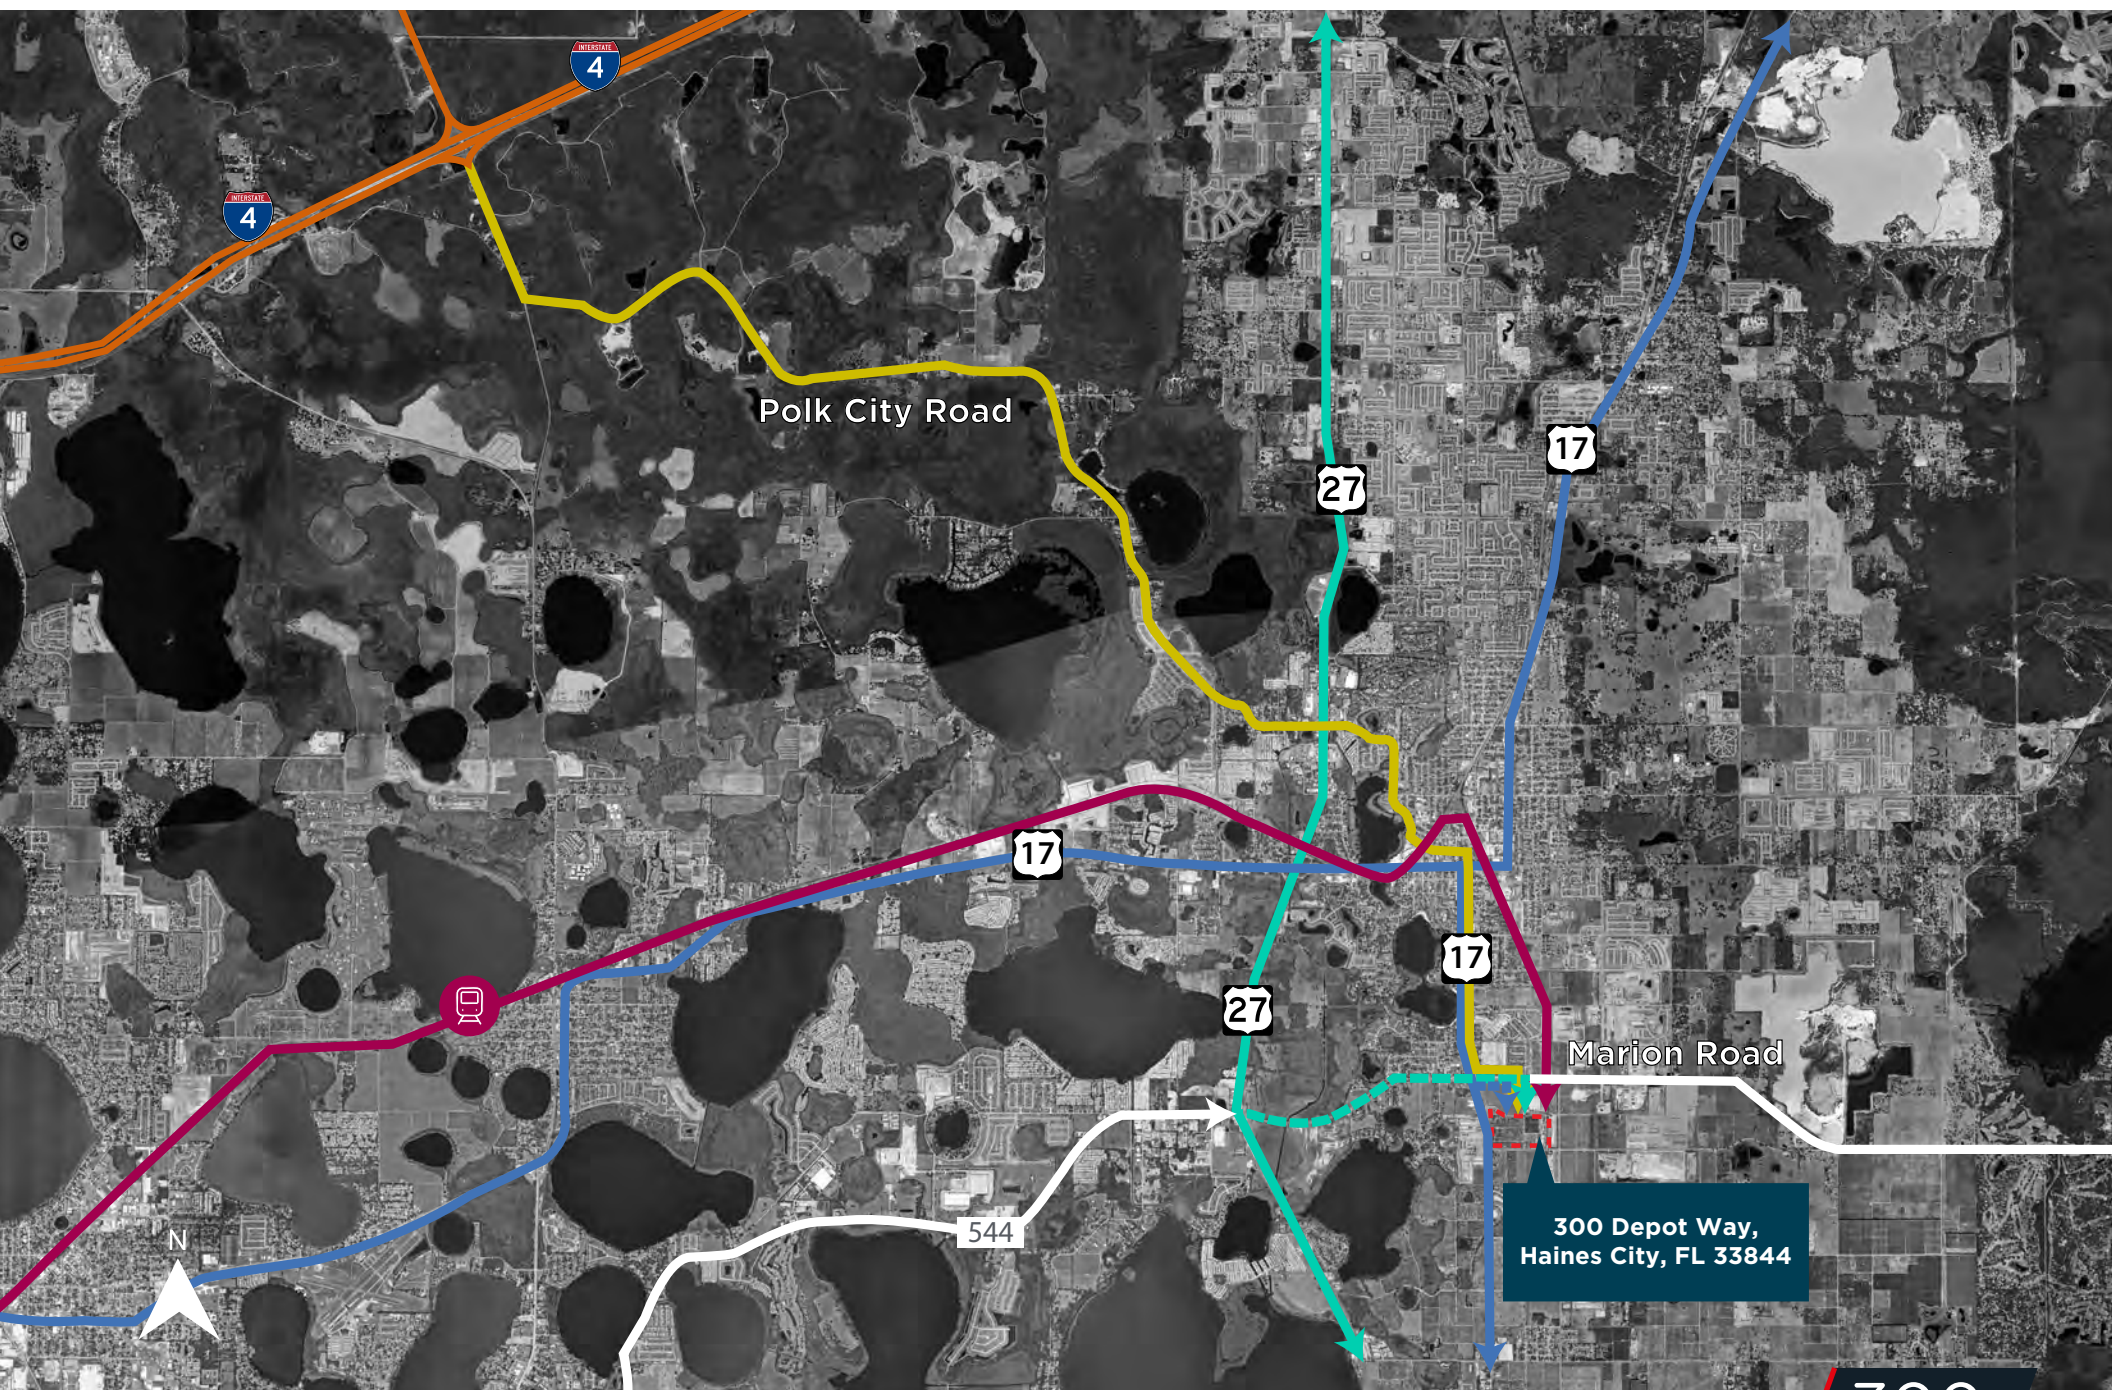 INTERSTATE
4
INTERSTATE
4
Polk City Road
17
27
17
17
27
Marion Road
544
N
300 Depot Way,
Haines City, FL 33844